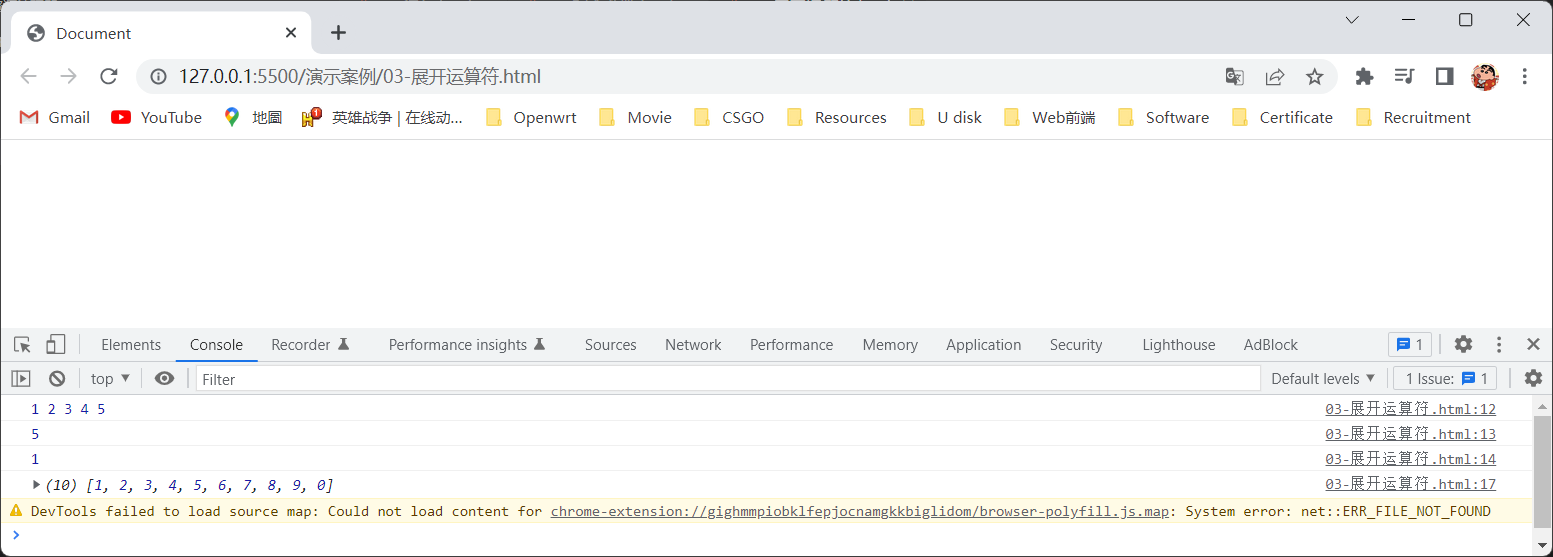 Document
127.0.0.1:5500/演示案例/03-展开运算符.html
Gmail YouTube 地圖 英雄战争 | 在线动... Openwrt Movie CSGO Resources U disk Web前端 Software Certificate Recruitment
Elements Console Recorder Performance insights Sources Network Performance Memory Application Security Lighthouse AdBlock 1
top Filter Default levels 1 Issue: 1
1 2 3 4 5 03-展开运算符.html:12
5 03-展开运算符.html:13
1 03-展开运算符.html:14
(10) [1, 2, 3, 4, 5, 6, 7, 8, 9, 0] 03-展开运算符.html:17
DevTools failed to load source map: Could not load content for chrome-extension://gighmmpiobklfepjocnamgkkbiglidom/browser-polyfill.js.map: System error: net::ERR_FILE_NOT_FOUND